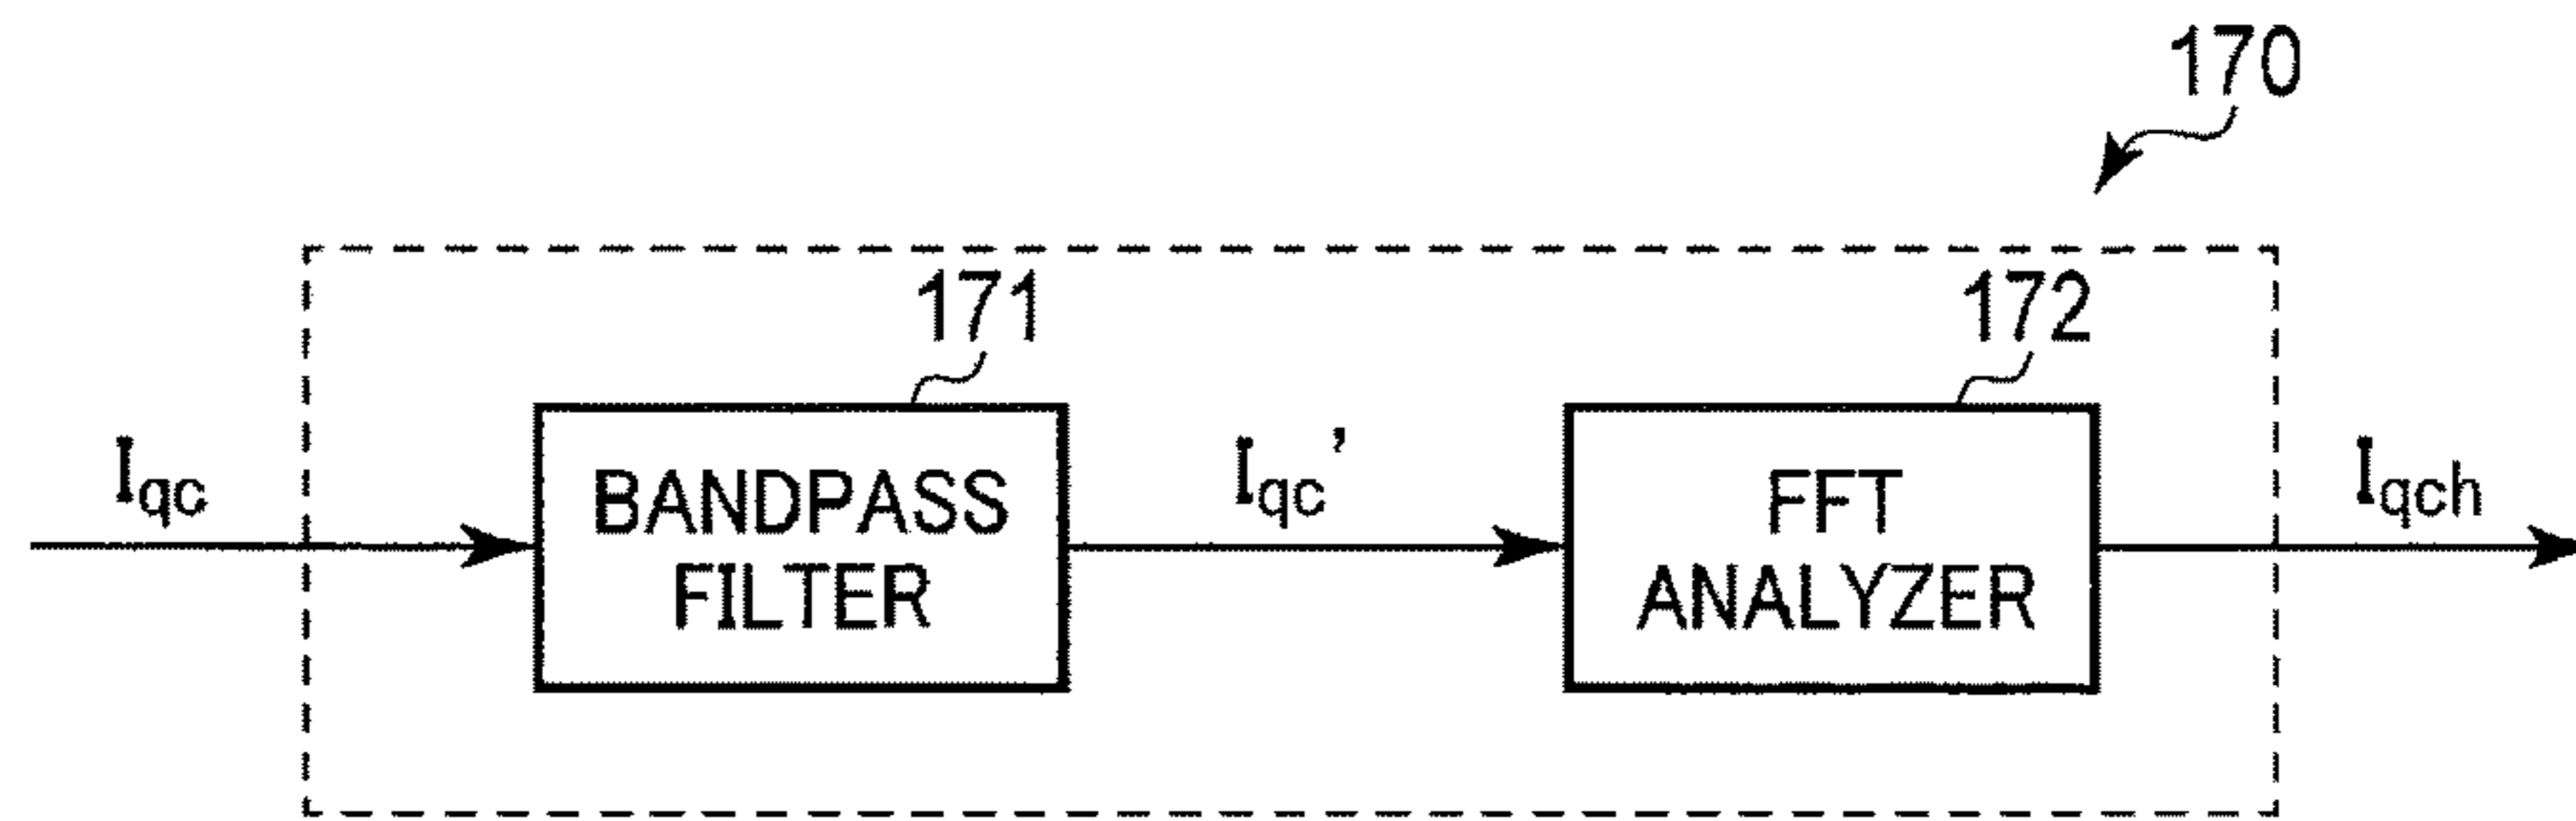 170
171
172
Iqc
BANDPASS
FILTER
Iqc'
FFT
ANALYZER
Iqch